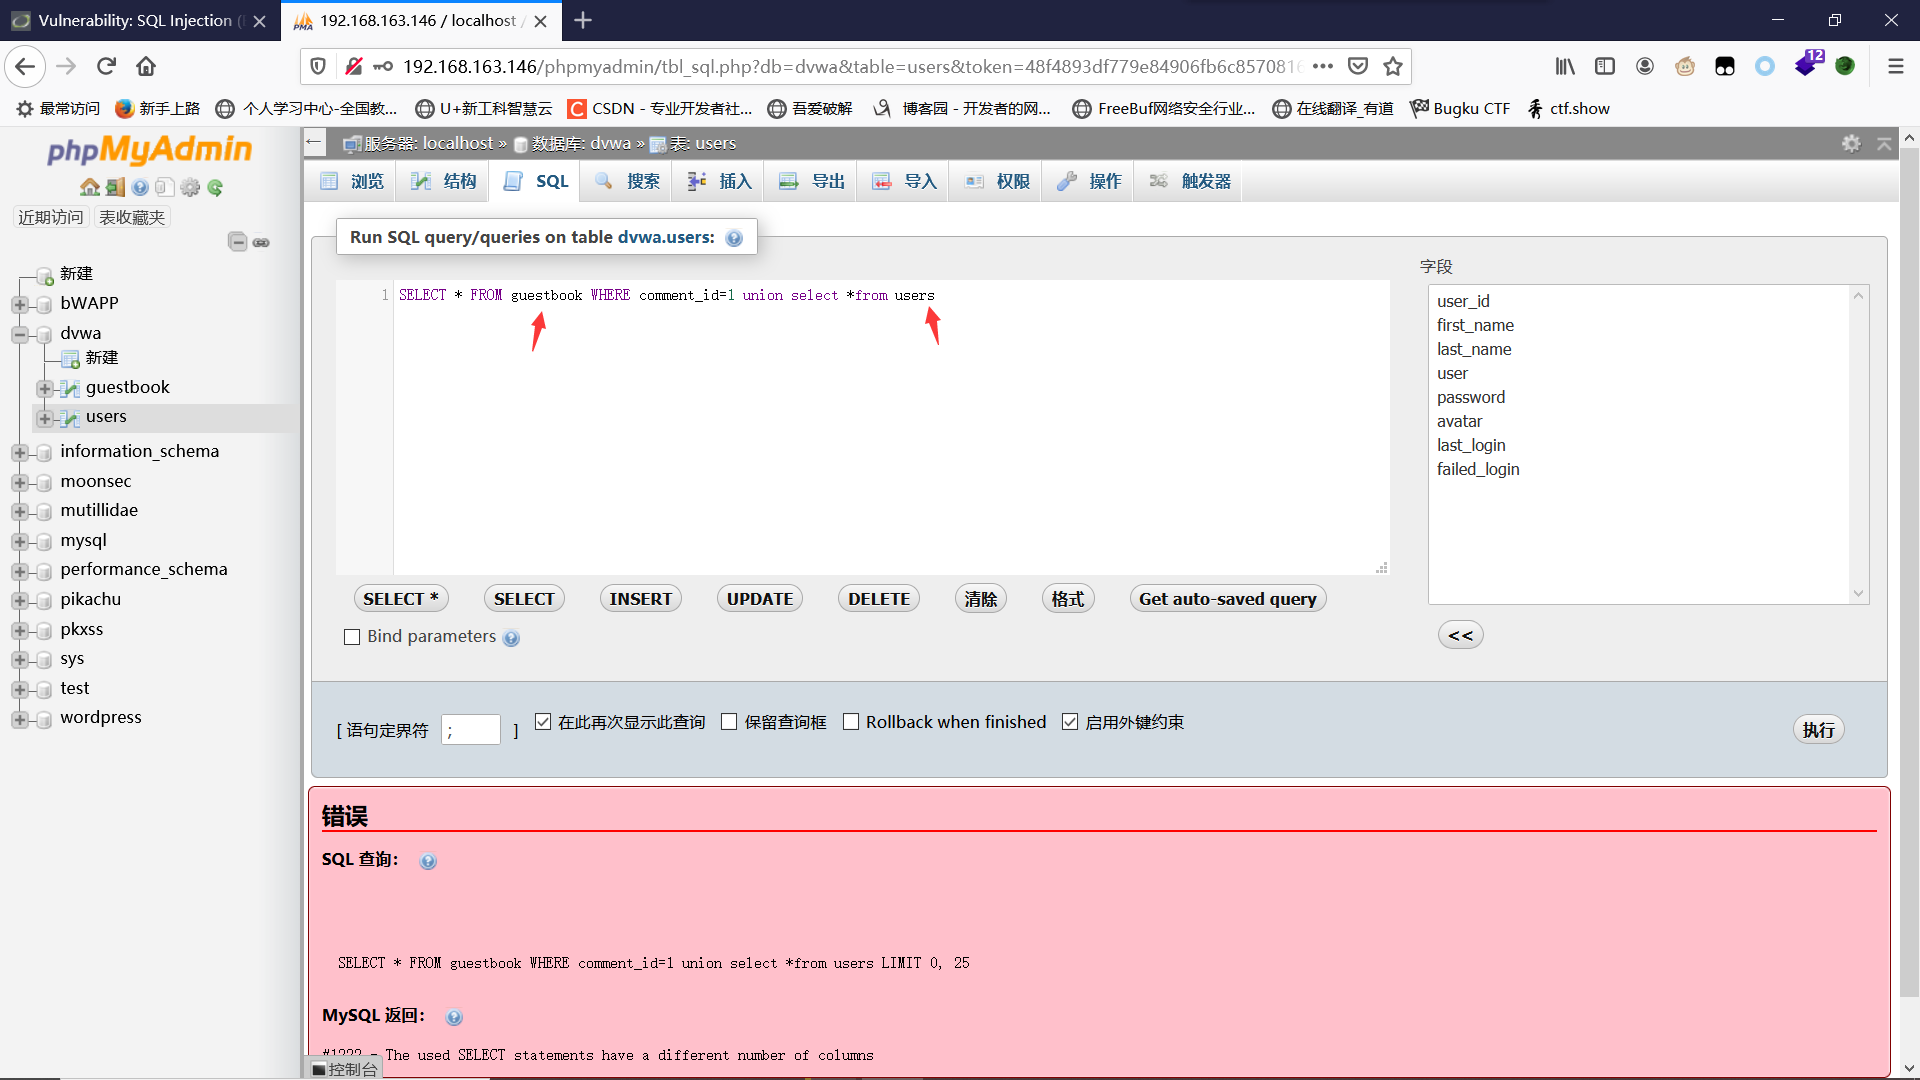 Vulnerability: SQL Injection (
192.168.163.146 / localhost /
192.168.163.146/phpmyadmin/tbl_sql.php?db=dvwa&table=users&token=48f4893df779e84906fb6c857081
12
最常访问
新手上路
个人学习中心-全国教...
U+新工科智慧云
CSDN - 专业开发者社...
吾爱破解
博客园 - 开发者的网...
FreeBuf网络安全行业...
在线翻译_有道
Bugku CTF
ctf.show
phpMyAdmin
近期访问
表收藏夹
新建
bWAPP
dvwa
新建
guestbook
users
information_schema
moonsec
mutillidae
mysql
performance_schema
pikachu
pkxss
sys
test
wordpress
服务器: localhost » 数据库: dvwa » 表: users
浏览
结构
SQL
搜索
插入
导出
导入
权限
操作
触发器
Run SQL query/queries on table dvwa.users:
1 SELECT * FROM guestbook WHERE comment_id=1 union select *from users
字段
user_id
first_name
last_name
user
password
avatar
last_login
failed_login
SELECT *
SELECT
INSERT
UPDATE
DELETE
清除
格式
Get auto-saved query
<<
Bind parameters
[ 语句定界符 ; ]
在此再次显示此查询
保留查询框
Rollback when finished
启用外键约束
执行
错误
SQL 查询:
SELECT * FROM guestbook WHERE comment_id=1 union select *from users LIMIT 0, 25
MySQL 返回:
#1222 - The used SELECT statements have a different number of columns
控制台